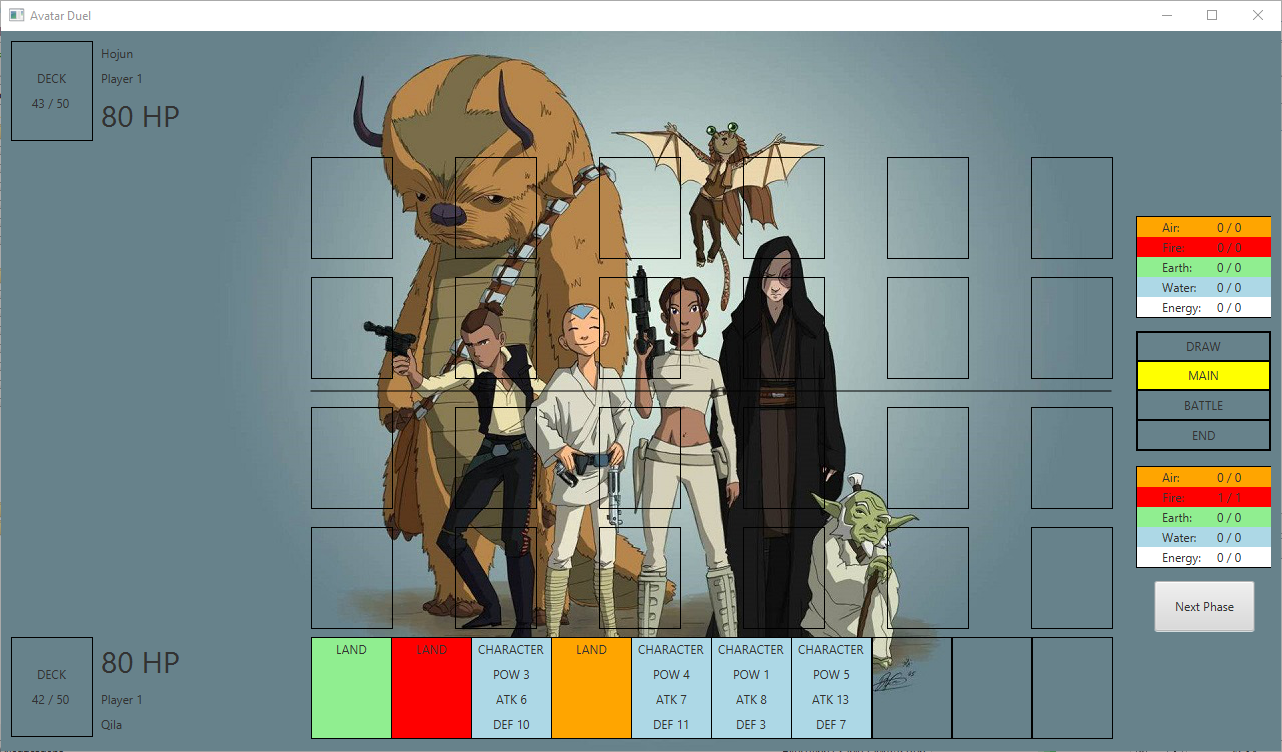 Avatar Duel
DECK
43 / 50
Hojun
Player 1
80 HP
Air: 0 / 0
Fire: 0 / 0
Earth: 0 / 0
Water: 0 / 0
Energy: 0 / 0
DRAW
MAIN
BATTLE
END
Air: 0 / 0
Fire: 1 / 1
Earth: 0 / 0
Water: 0 / 0
Energy: 0 / 0
Next Phase
DECK
42 / 50
80 HP
Player 1
Qila
LAND
LAND
CHARACTER
POW 3
ATK 6
DEF 10
LAND
CHARACTER
POW 4
ATK 7
DEF 11
CHARACTER
POW 1
ATK 8
DEF 3
CHARACTER
POW 5
ATK 13
DEF 7